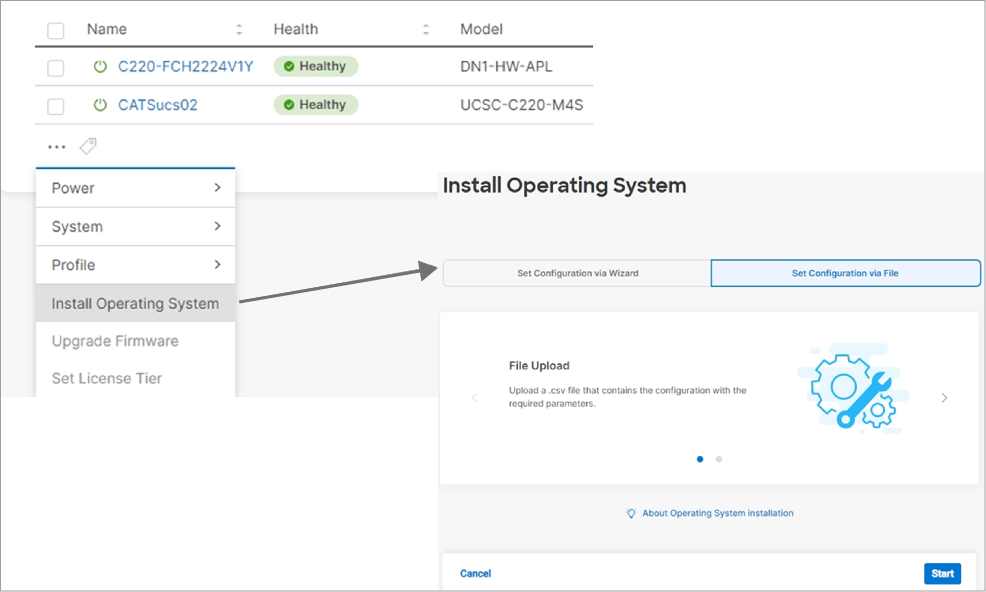 Name Health Model
C220-FCH2224V1Y Healthy DN1-HW-APL
CATSucs02 Healthy UCSC-C220-M4S
Power
System
Profile
Install Operating System
Upgrade Firmware
Set License Tier
Install Operating System
Set Configuration via Wizard Set Configuration via File
File Upload
Upload a .csv file that contains the configuration with the
required parameters.
About Operating System installation
Cancel Start